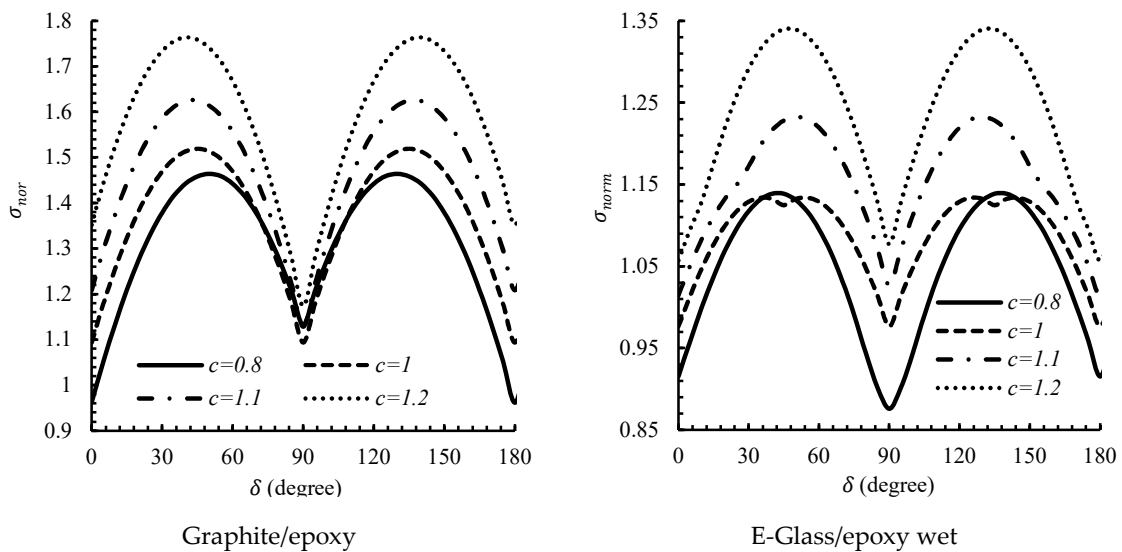 1.8
1.7
1.6
1.5
1.4
1.3
1.2
1.1
1
0.9
σnor
0 30 60 90 120 150 180
δ (degree)
c=0.8 c=1
c=1.1 c=1.2
Graphite/epoxy
1.35
1.25
1.15
1.05
0.95
0.85
σnorm
0 30 60 90 120 150 180
δ (degree)
c=0.8
c=1
c=1.1
c=1.2
E-Glass/epoxy wet